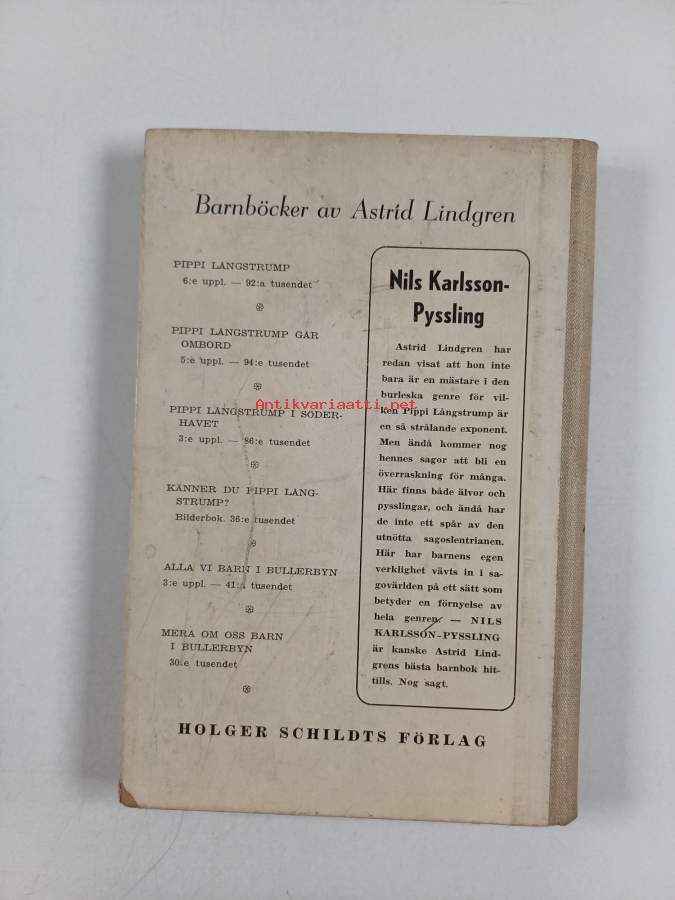 Barnböcker av Astrid Lindgren
PIPPI LÅNGSTRUMP
6:e uppl. — 92:a tusendet
PIPPI LÅNGSTRUMP GÅR
OMBORD
5:e uppl. — 94:e tusendet
PIPPI LÅNGSTRUMP I SÖDER-
HAVET
3:e uppl. — 86:e tusendet
KÄNNER DU PIPPI LÅNG-
STRUMP?
Bilderbok. 36:e tusendet
ALLA VI BARN I BULLERBYN
3:e uppl. — 41:a tusendet
MERA OM OSS BARN
I BULLERBYN
30:e tusendet
Nils Karlsson-
Pyssling
Astrid Lindgren har
redan visat att hon inte
bara är en mästare i den
burleska genre för vil-
ken Pippi Långstrump är
en så strålande exponent.
Men ändå kommer nog
hennes sagor att bli en
överraskning för många.
Här finns både älvor och
pysslingar, och ändå har
de inte ett spår av den
utnötta sagoslentrianen.
Här har barnens egen
verklighet vävts in i sa-
govärlden på ett sätt som
betyder en förnyelse av
hela genren — NILS
KARLSSON-PYSSLING
är kanske Astrid Lind-
grens bästa barnbok hit-
tills. Nog sagt.
HOLGER SCHILDTS FÖRLAG
Antikvariaatti.net